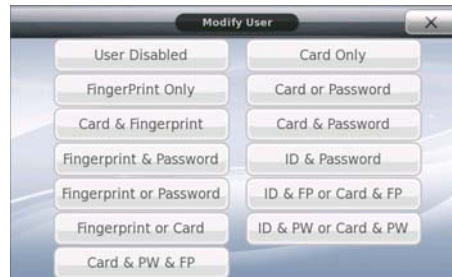 Modify User
User Disabled
Card Only
FingerPrint Only
Card or Password
Card & Fingerprint
Card & Password
Fingerprint & Password
ID & Password
Fingerprint or Password
ID & FP or Card & FP
Fingerprint or Card
ID & PW or Card & PW
Card & PW & FP